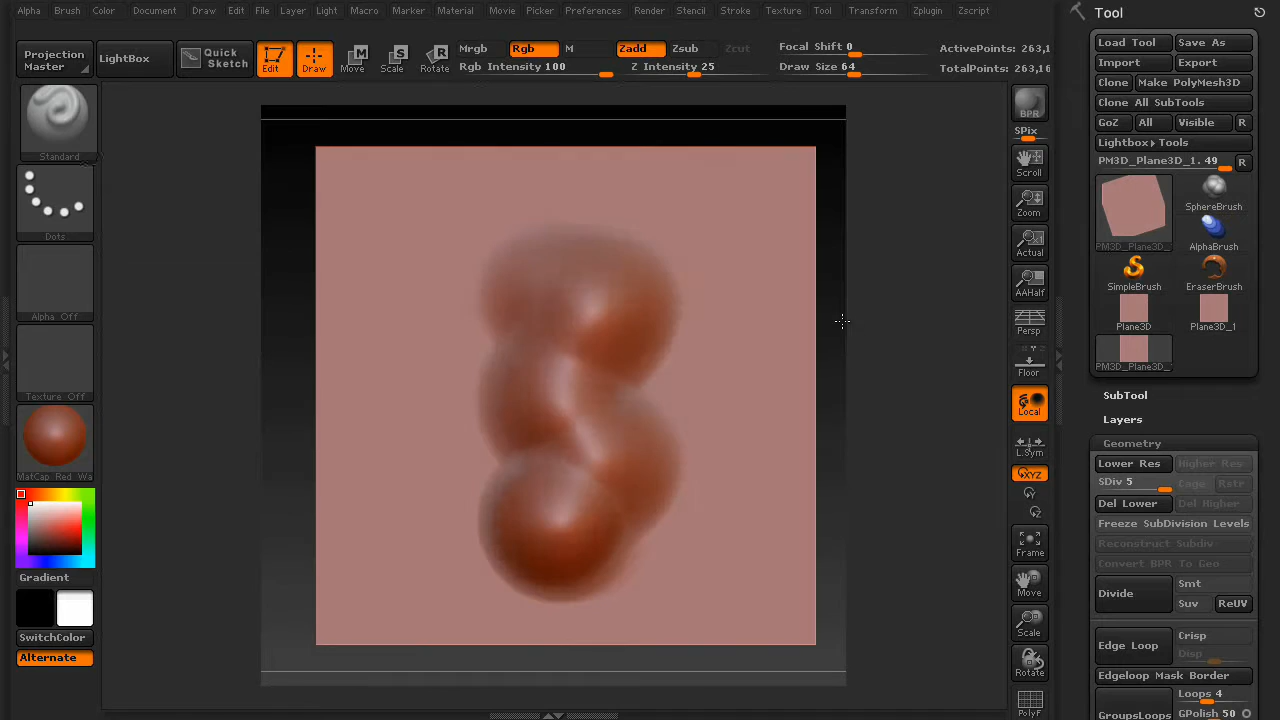 Alpha Brush Color Document Draw Edit File Layer Light Macro Marker Material Movie Picker Preferences Render Stencil Stroke Texture Tool Transform Zplugin Zscript
Projection Master
LightBox
Quick Sketch
Edit
Draw
Move
Scale
Rotate
Mrgb
Rgb
M
Zadd
Zsub
Zcut
Rgb Intensity 100
Z Intensity 25
Focal Shift 0
Draw Size 64
ActivePoints: 263,1
TotalPoints: 263,16
Standard
Dots
Alpha Off
Texture Off
MatCap Red Wa
Gradient
SwitchColor
Alternate
BPR
SPix
Scroll
Zoom
Actual
AAHalf
Persp
Floor
Local
L.Sym
XYZ
Frame
Move
Scale
Rotate
PolyF
Tool
Load Tool
Save As
Import
Export
Clone
Make PolyMesh3D
Clone All SubTools
GoZ
All
Visible
R
Lightbox▸Tools
PM3D_Plane3D_1. 49
R
PM3D_Plane3D_
SphereBrush
AlphaBrush
SimpleBrush
EraserBrush
Plane3D
Plane3D_1
PM3D_Plane3D_
SubTool
Layers
Geometry
Lower Res
Higher Res
SDiv 5
Cage
Rstr
Del Lower
Del Higher
Freeze SubDivision Levels
Reconstruct Subdiv
Convert BPR To Geo
Divide
Smt
Suv
ReUV
Edge Loop
Crisp
Disp
Edgeloop Mask Border
GroupsLoops
Loops 4
GPolish 50